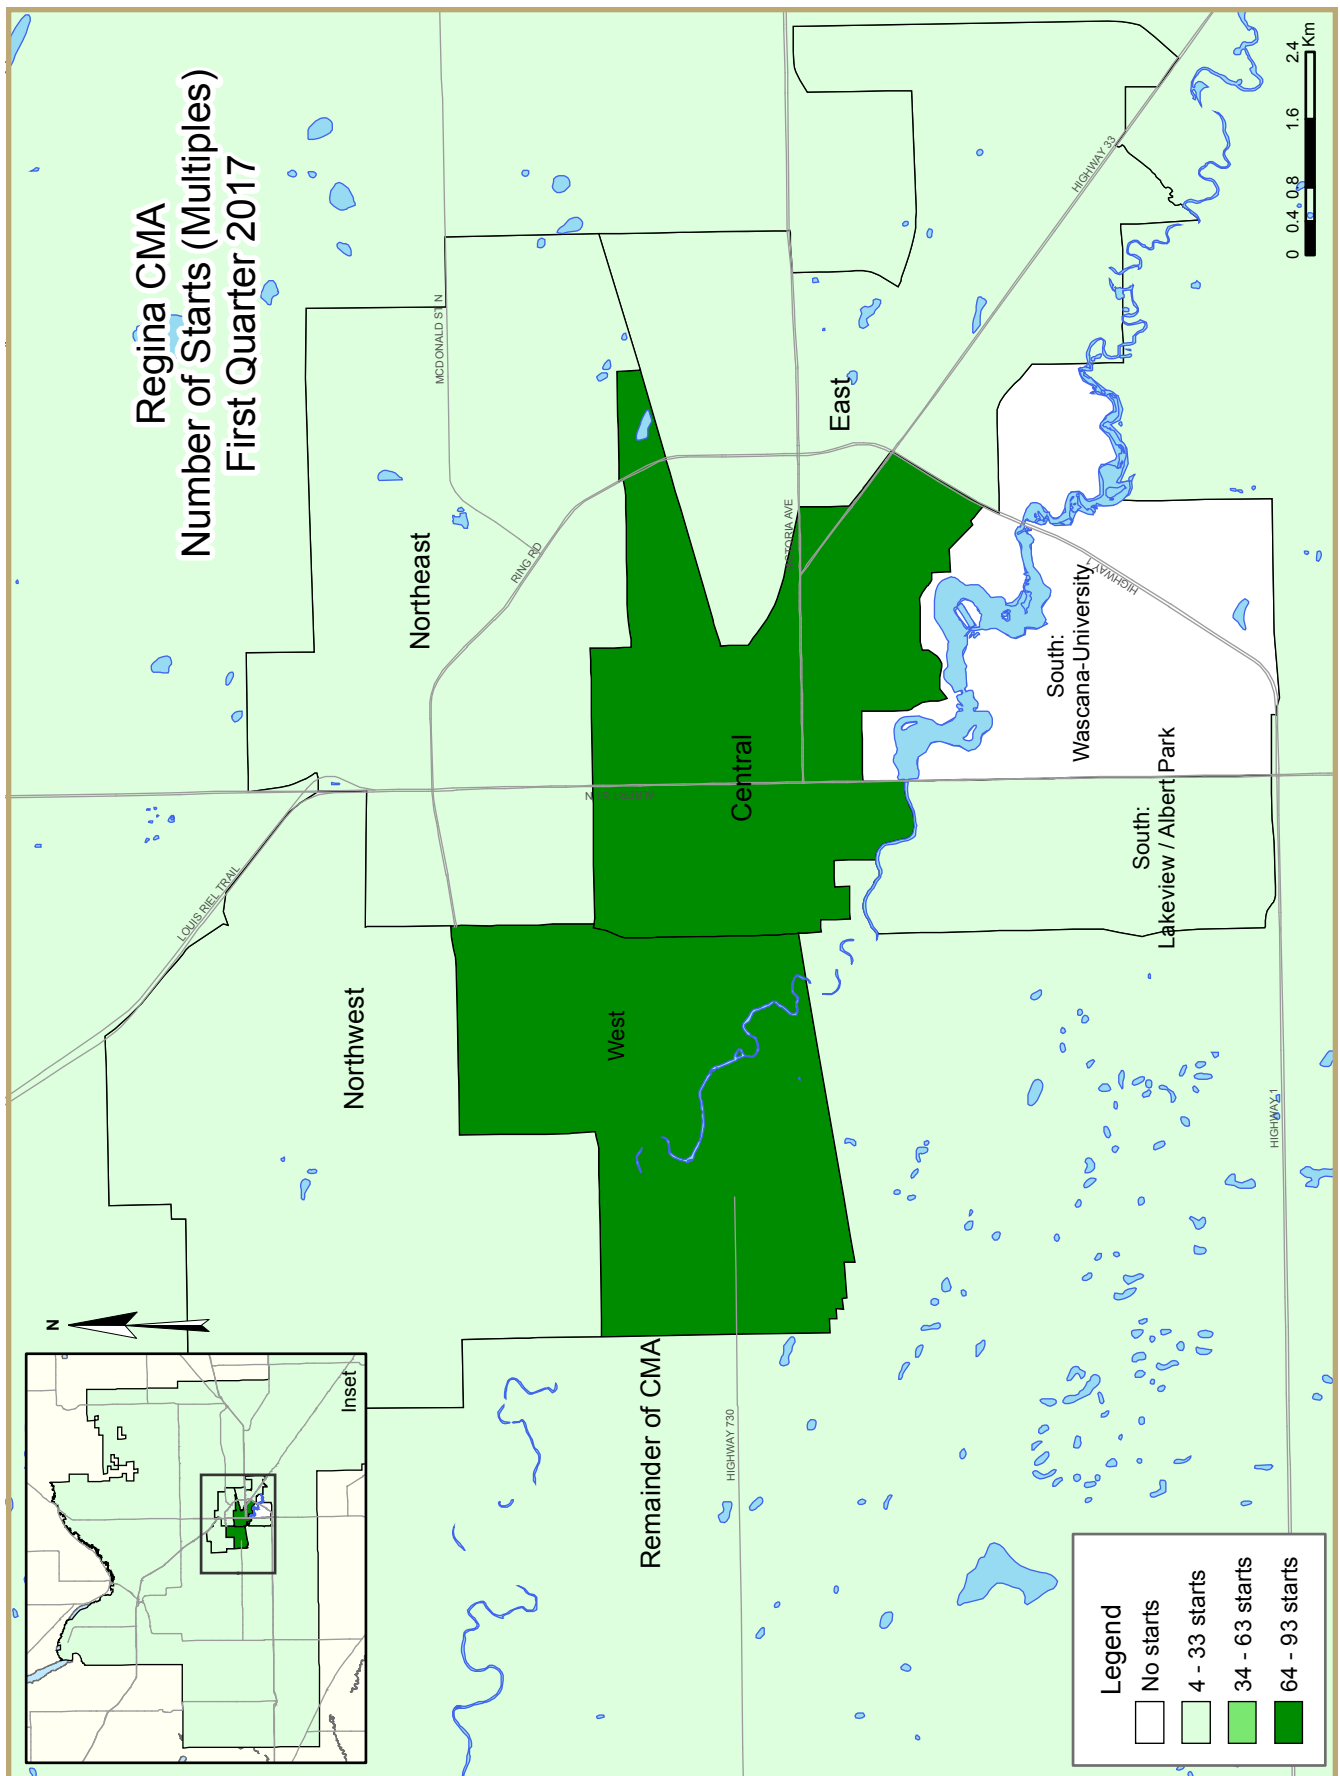 Regina CMA
Number of Starts (Multiples)
First Quarter 2017
N
Inset
LOUIS RIEL TRAIL
MCDONALD ST N
RING RD
Northwest
Northeast
West
Central
East
VICTORIA AVE
HIGHWAY 33
Remainder of CMA
HIGHWAY 730
South:
Lakeview / Albert Park
South:
Wascana-University
HIGHWAY 1
HIGHWAY 1
Legend
No starts
4 - 33 starts
34 - 63 starts
64 - 93 starts
0 0.4 0.8 1.6 2.4
Km